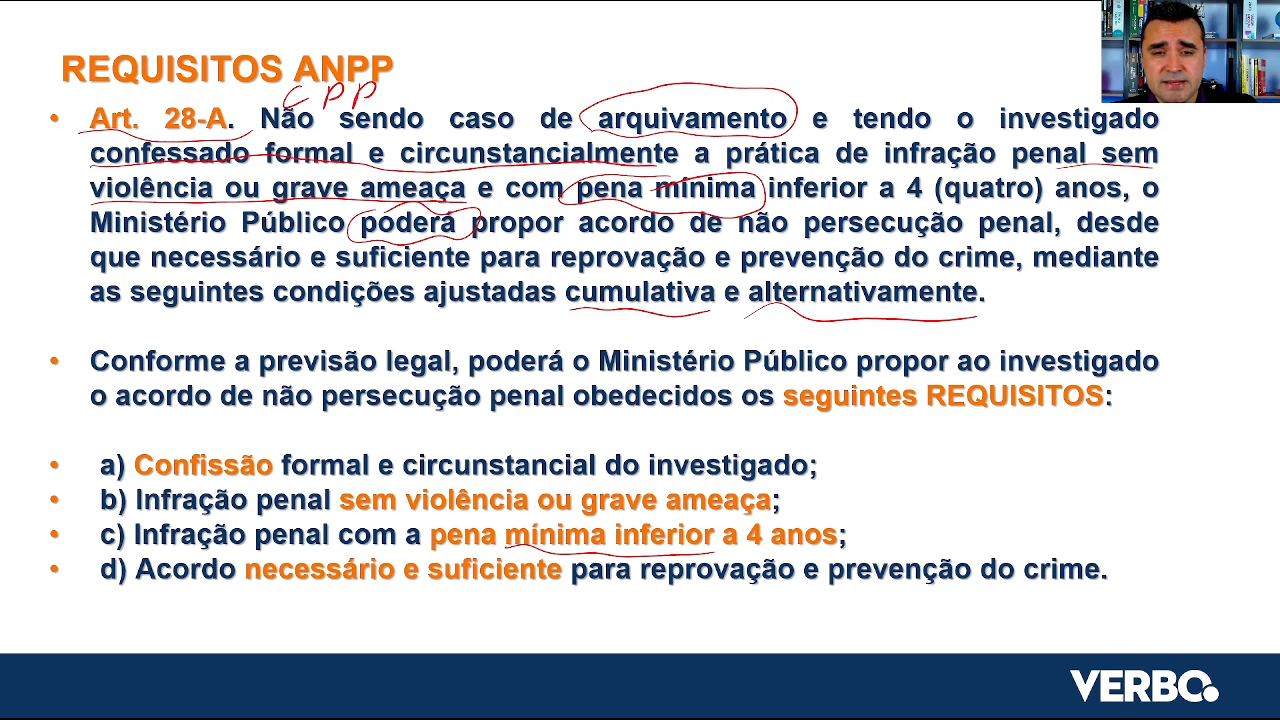 REQUISITOS ANPP
CPP
• Art. 28-A. Não sendo caso de arquivamento e tendo o investigado
confessado formal e circunstancialmente a prática de infração penal sem
violência ou grave ameaça e com pena mínima inferior a 4 (quatro) anos, o
Ministério Público poderá propor acordo de não persecução penal, desde
que necessário e suficiente para reprovação e prevenção do crime, mediante
as seguintes condições ajustadas cumulativa e alternativamente.
• Conforme a previsão legal, poderá o Ministério Público propor ao investigado
o acordo de não persecução penal obedecidos os seguintes REQUISITOS:
• a) Confissão formal e circunstancial do investigado;
• b) Infração penal sem violência ou grave ameaça;
• c) Infração penal com a pena mínima inferior a 4 anos;
• d) Acordo necessário e suficiente para reprovação e prevenção do crime.
VERBO.